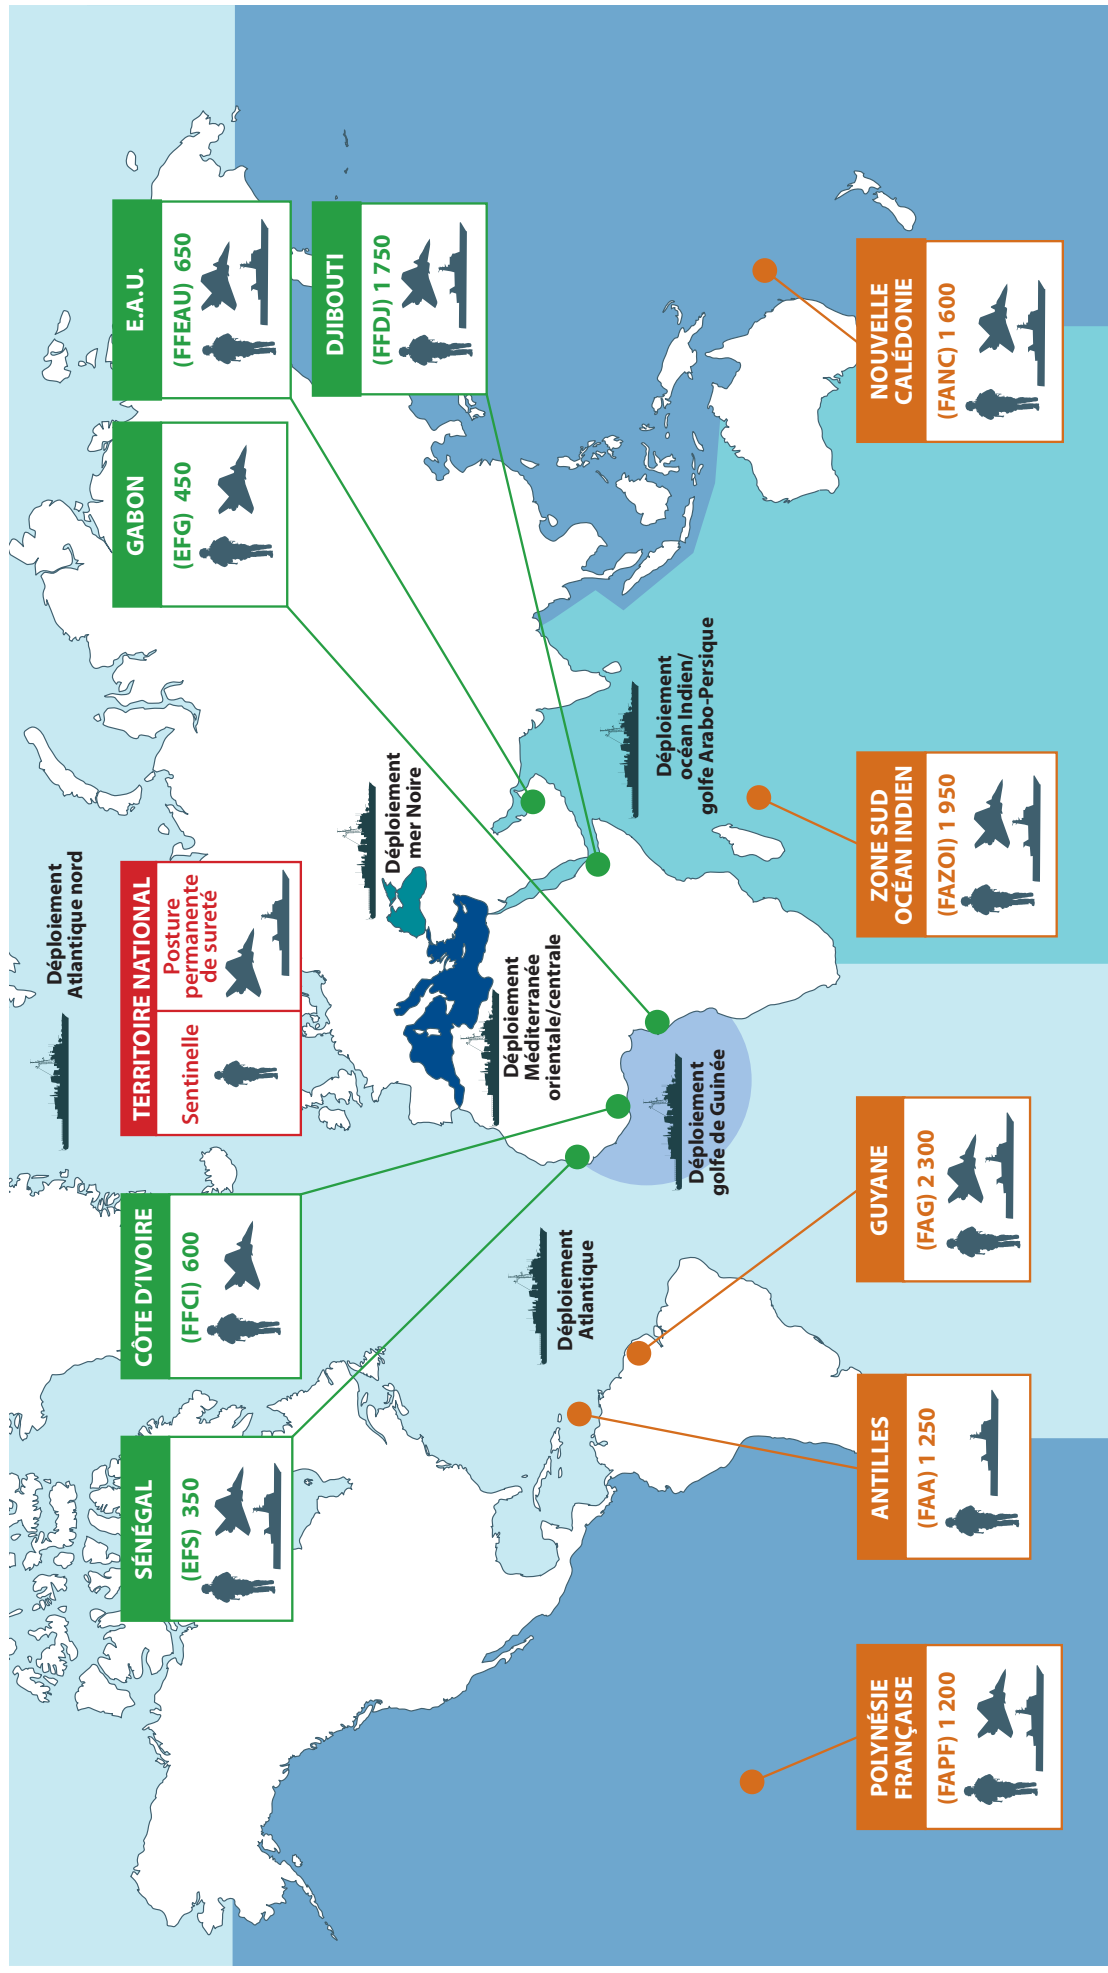 Déploiement
Atlantique nord
SÉNÉGAL
(EFS) 350
CÔTE D'IVOIRE
(FFCI) 600
TERRITOIRE NATIONAL
Sentinelle
Posture
permanente
de sureté
GABON
(EFG) 450
E.A.U.
(FFEAU) 650
DJIBOUTI
(FFDJ) 1 750
Déploiement
mer Noire
Déploiement
Méditerranée
orientale/centrale
Déploiement
Atlantique
Déploiement
golfe de Guinée
Déploiement
océan Indien/
golfe Arabo-Persique
POLYNÉSIE
FRANÇAISE
(FAPF) 1 200
ANTILLES
(FAA) 1 250
GUYANE
(FAG) 2 300
ZONE SUD
OCÉAN INDIEN
(FAZOI) 1 950
NOUVELLE
CALÉDONIE
(FANC) 1 600